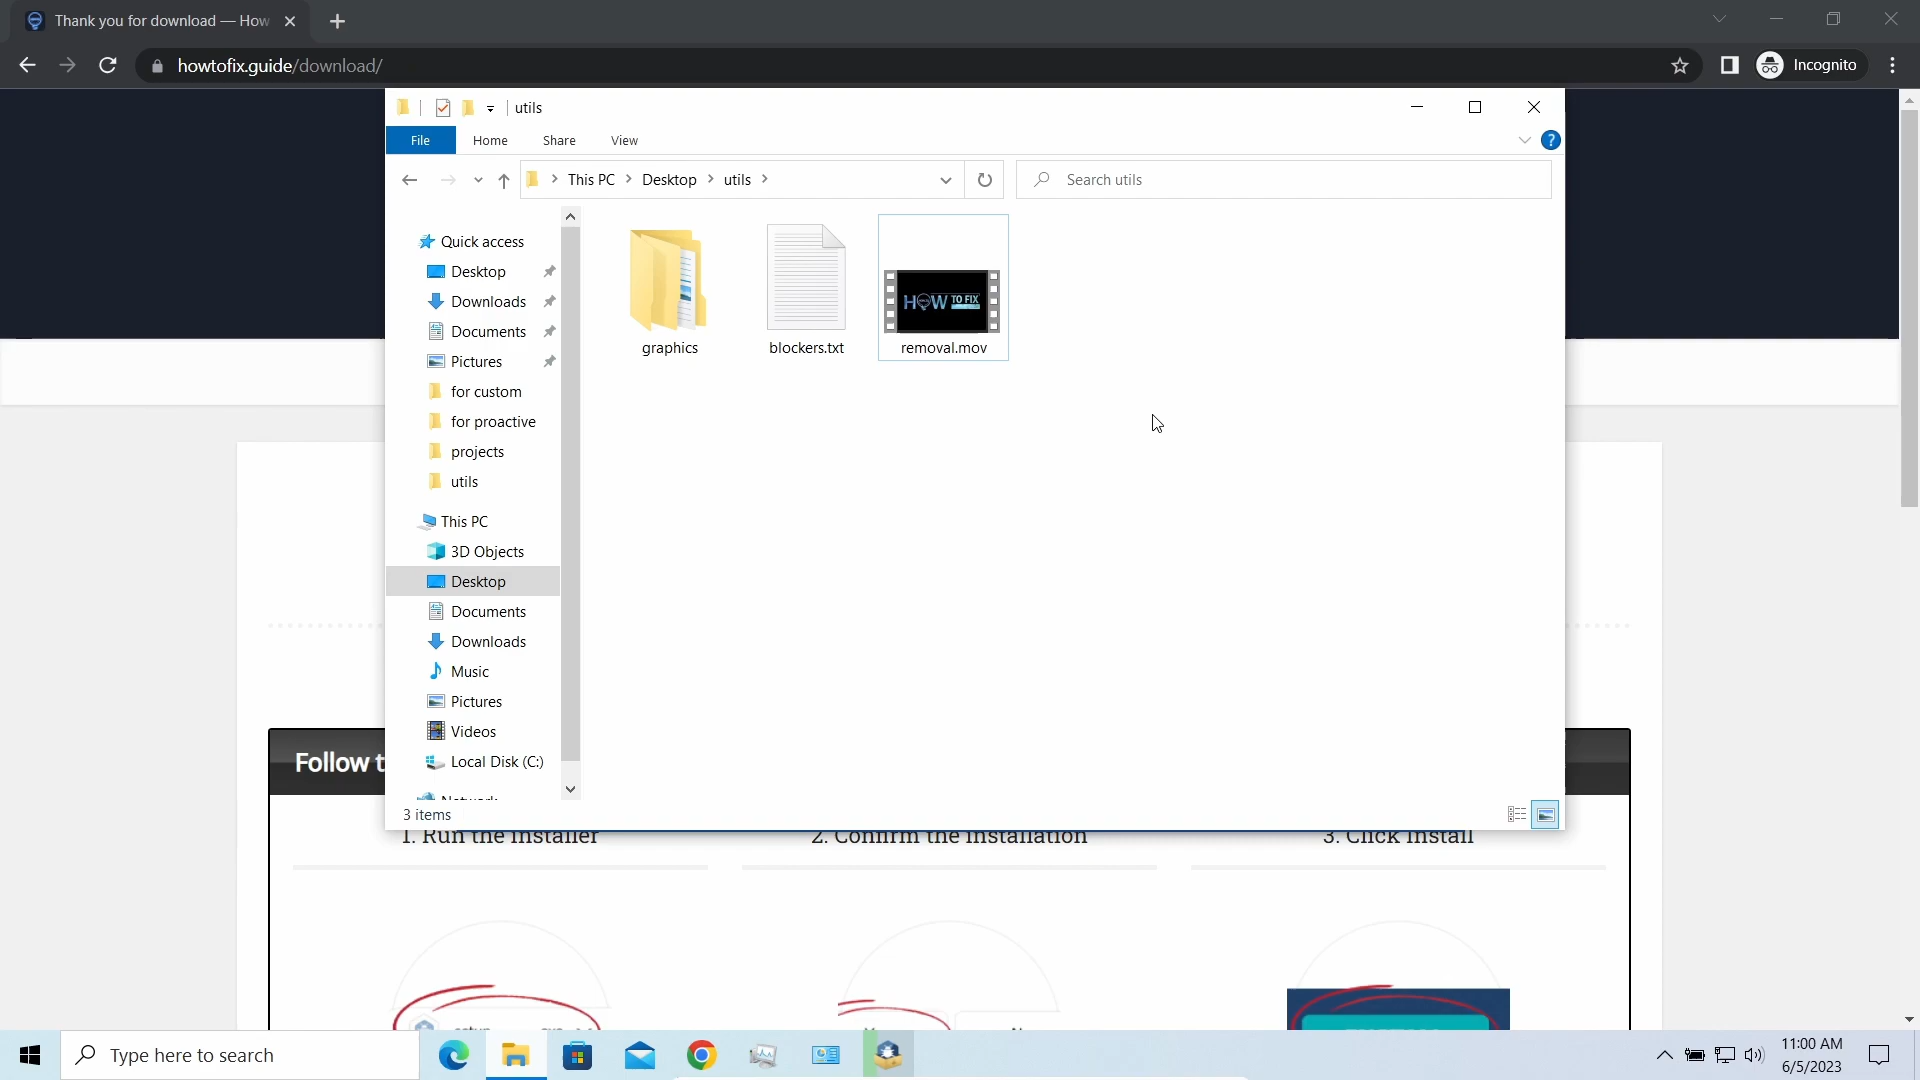 Thank you for download — How
howtofix.guide/download/
Incognito
utils
File
Home
Share
View
This PC
Desktop
utils
Search utils
Quick access
Desktop
Downloads
Documents
Pictures
for custom
for proactive
projects
utils
This PC
3D Objects
Desktop
Documents
Downloads
Music
Pictures
Videos
Local Disk (C:)
Network
graphics
blockers.txt
HOW TO FIX
removal.mov
3 items
Follow t
1. Run the installer
2. Confirm the installation
3. Click Install
Type here to search
11:00 AM
6/5/2023